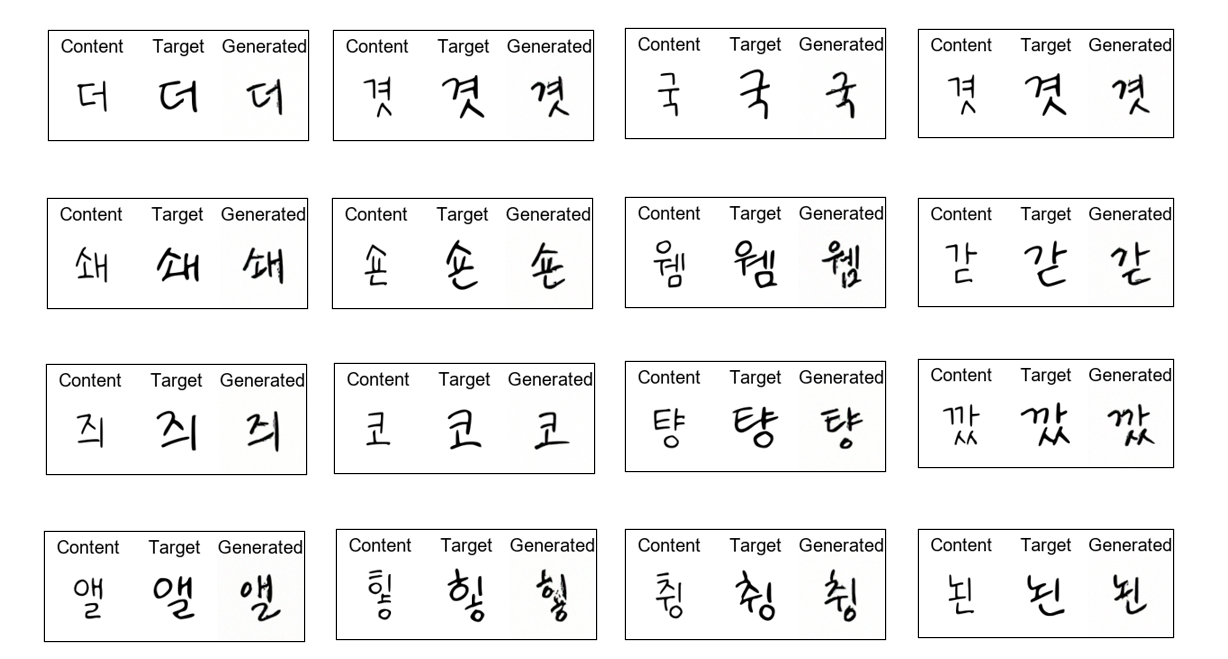 Content Target Generated Content Target Generated Content Target Generated Content Target Generated
더 더 더 겻 겻 겻 국 국 국 겻 겻 겻
Content Target Generated Content Target Generated Content Target Generated Content Target Generated
쇄 쇄 쇄 숀 숀 숀 웸 웸 웸 갇 갇 갇
Content Target Generated Content Target Generated Content Target Generated Content Target Generated
즤 즤 즤 코 코 코 턍 턍 턍 깠 깠 깠
Content Target Generated Content Target Generated Content Target Generated Content Target Generated
앨 앨 앨 힣 힣 췽 췽 췽 뇐 뇐 뇐